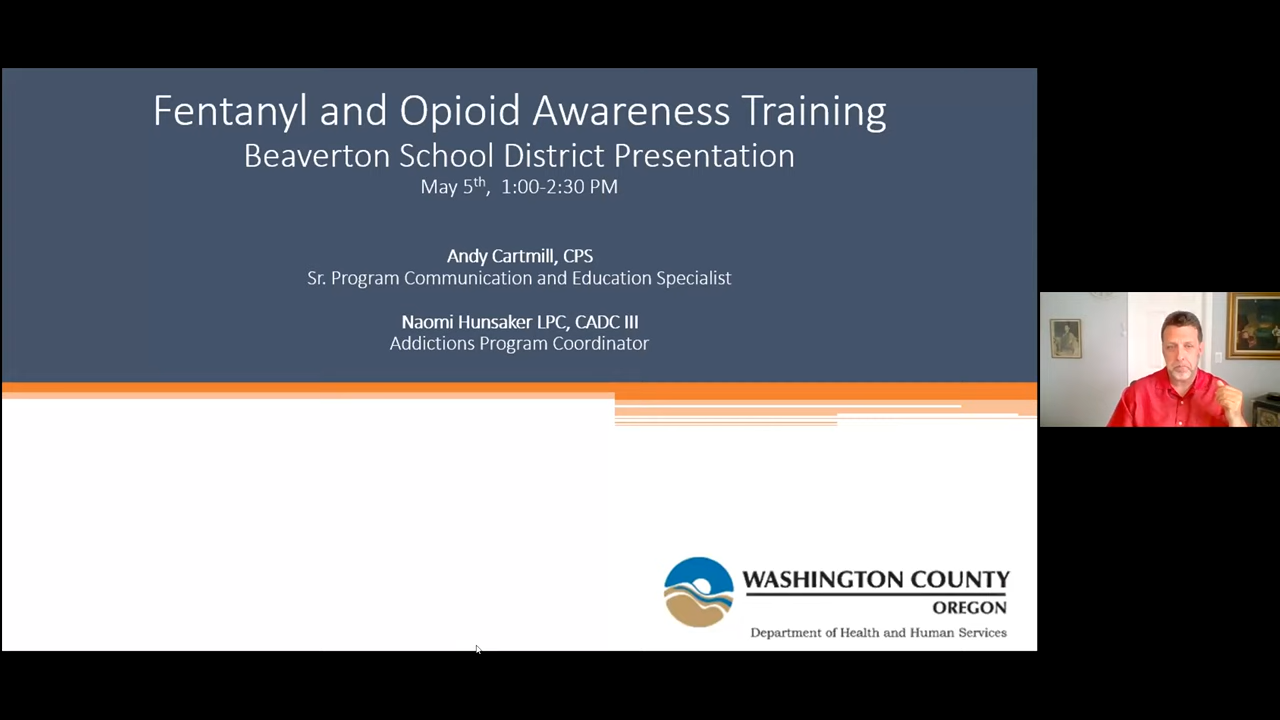 Fentanyl and Opioid Awareness Training
Beaverton School District Presentation
May 5th, 1:00-2:30 PM
Andy Cartmill, CPS
Sr. Program Communication and Education Specialist
Naomi Hunsaker LPC, CADC III
Addictions Program Coordinator
WASHINGTON COUNTY
OREGON
Department of Health and Human Services